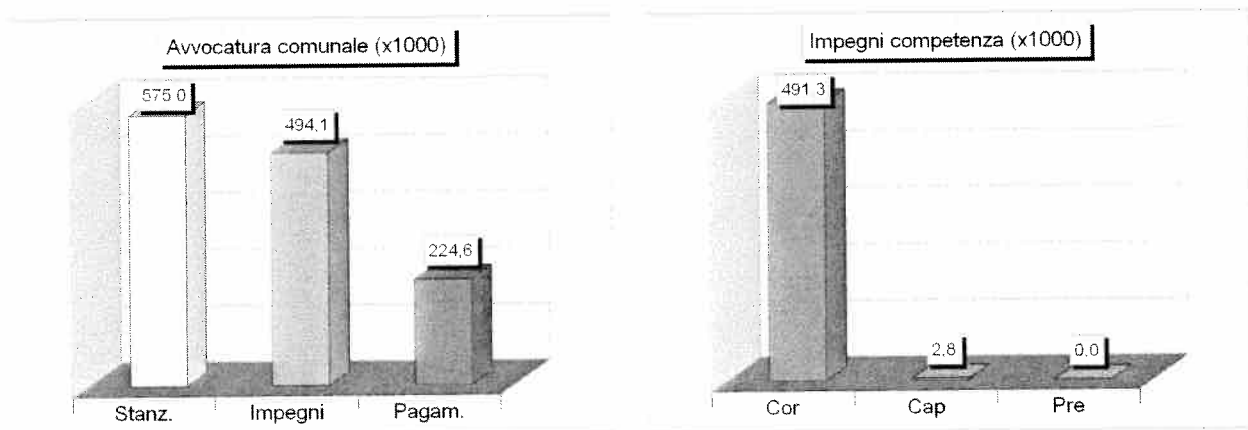 Avvocatura comunale (x1000)
575.0
494,1
224,6
Stanz. Impegni Pagam.
Impegni competenza (x1000)
491.3
2,8
0.0
Cor Cap Pre